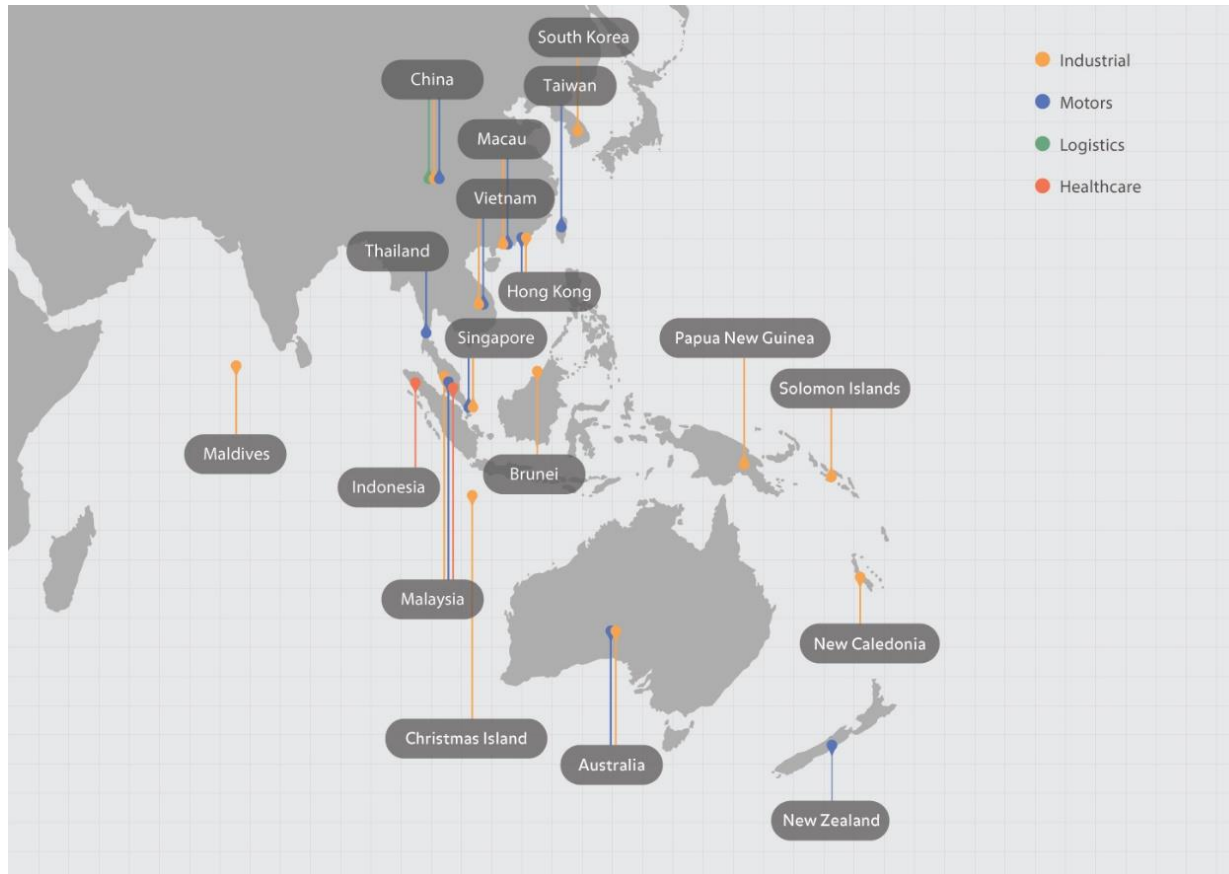 South Korea
China
Taiwan
Macau
Vietnam
Thailand
Hong Kong
Singapore
Papua New Guinea
Solomon Islands
Maldives
Indonesia
Brunei
Malaysia
New Caledonia
Christmas Island
Australia
New Zealand
Industrial
Motors
Logistics
Healthcare